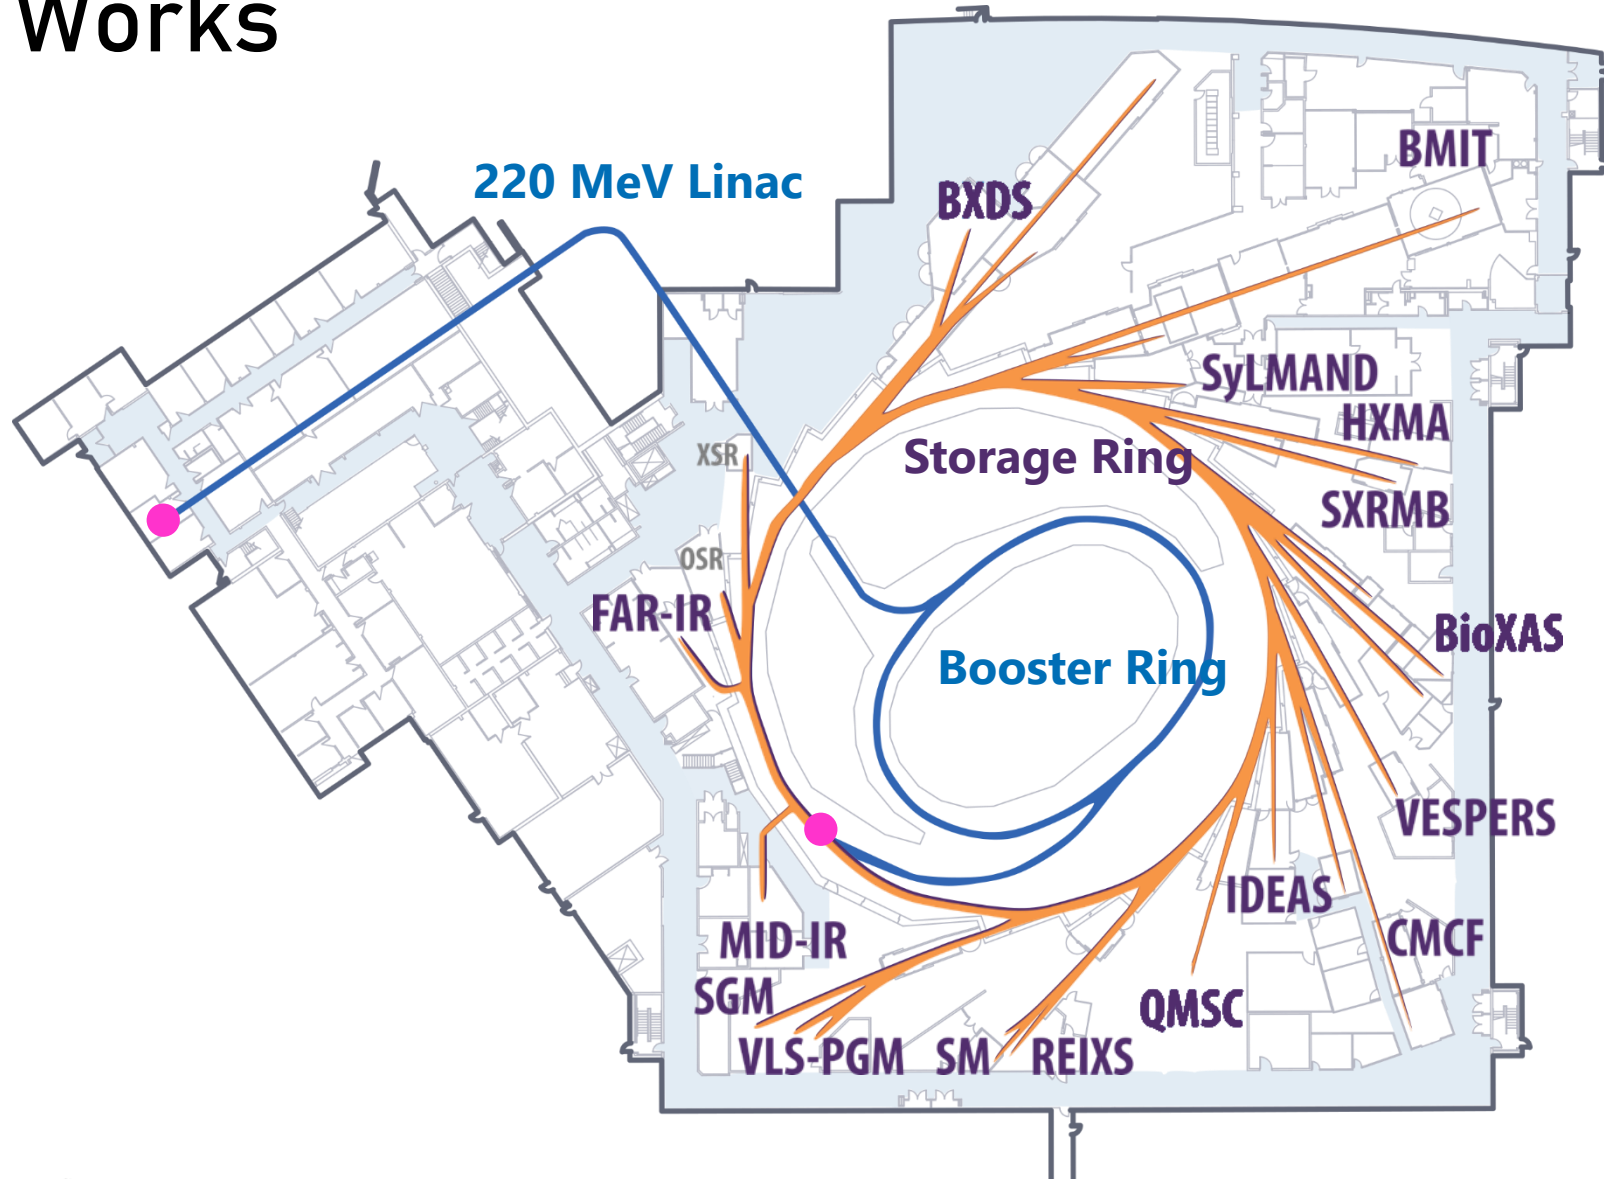 Works
220 MeV Linac
BMIT
BXDS
SyLMAND
HXMA
Storage Ring
XSR
SXRMB
OSR
FAR-IR
BioXAS
Booster Ring
VESPERS
IDEAS
MID-IR
CMCF
SGM
QMSC
VLS-PGM
SM
REIXS